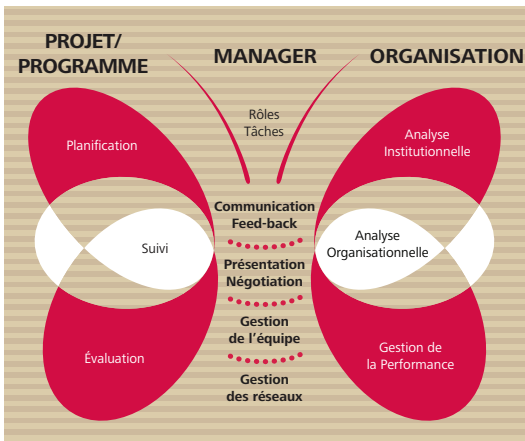 PROJET/
PROGRAMME
MANAGER
ORGANISATION
Rôles
Tâches
Planification
Analyse
Institutionnelle
Communication
Feed-back
Suivi
Analyse
Organisationnelle
Présentation
Négotiation
Gestion
de l'équipe
Évaluation
Gestion de
la Performance
Gestion
des réseaux